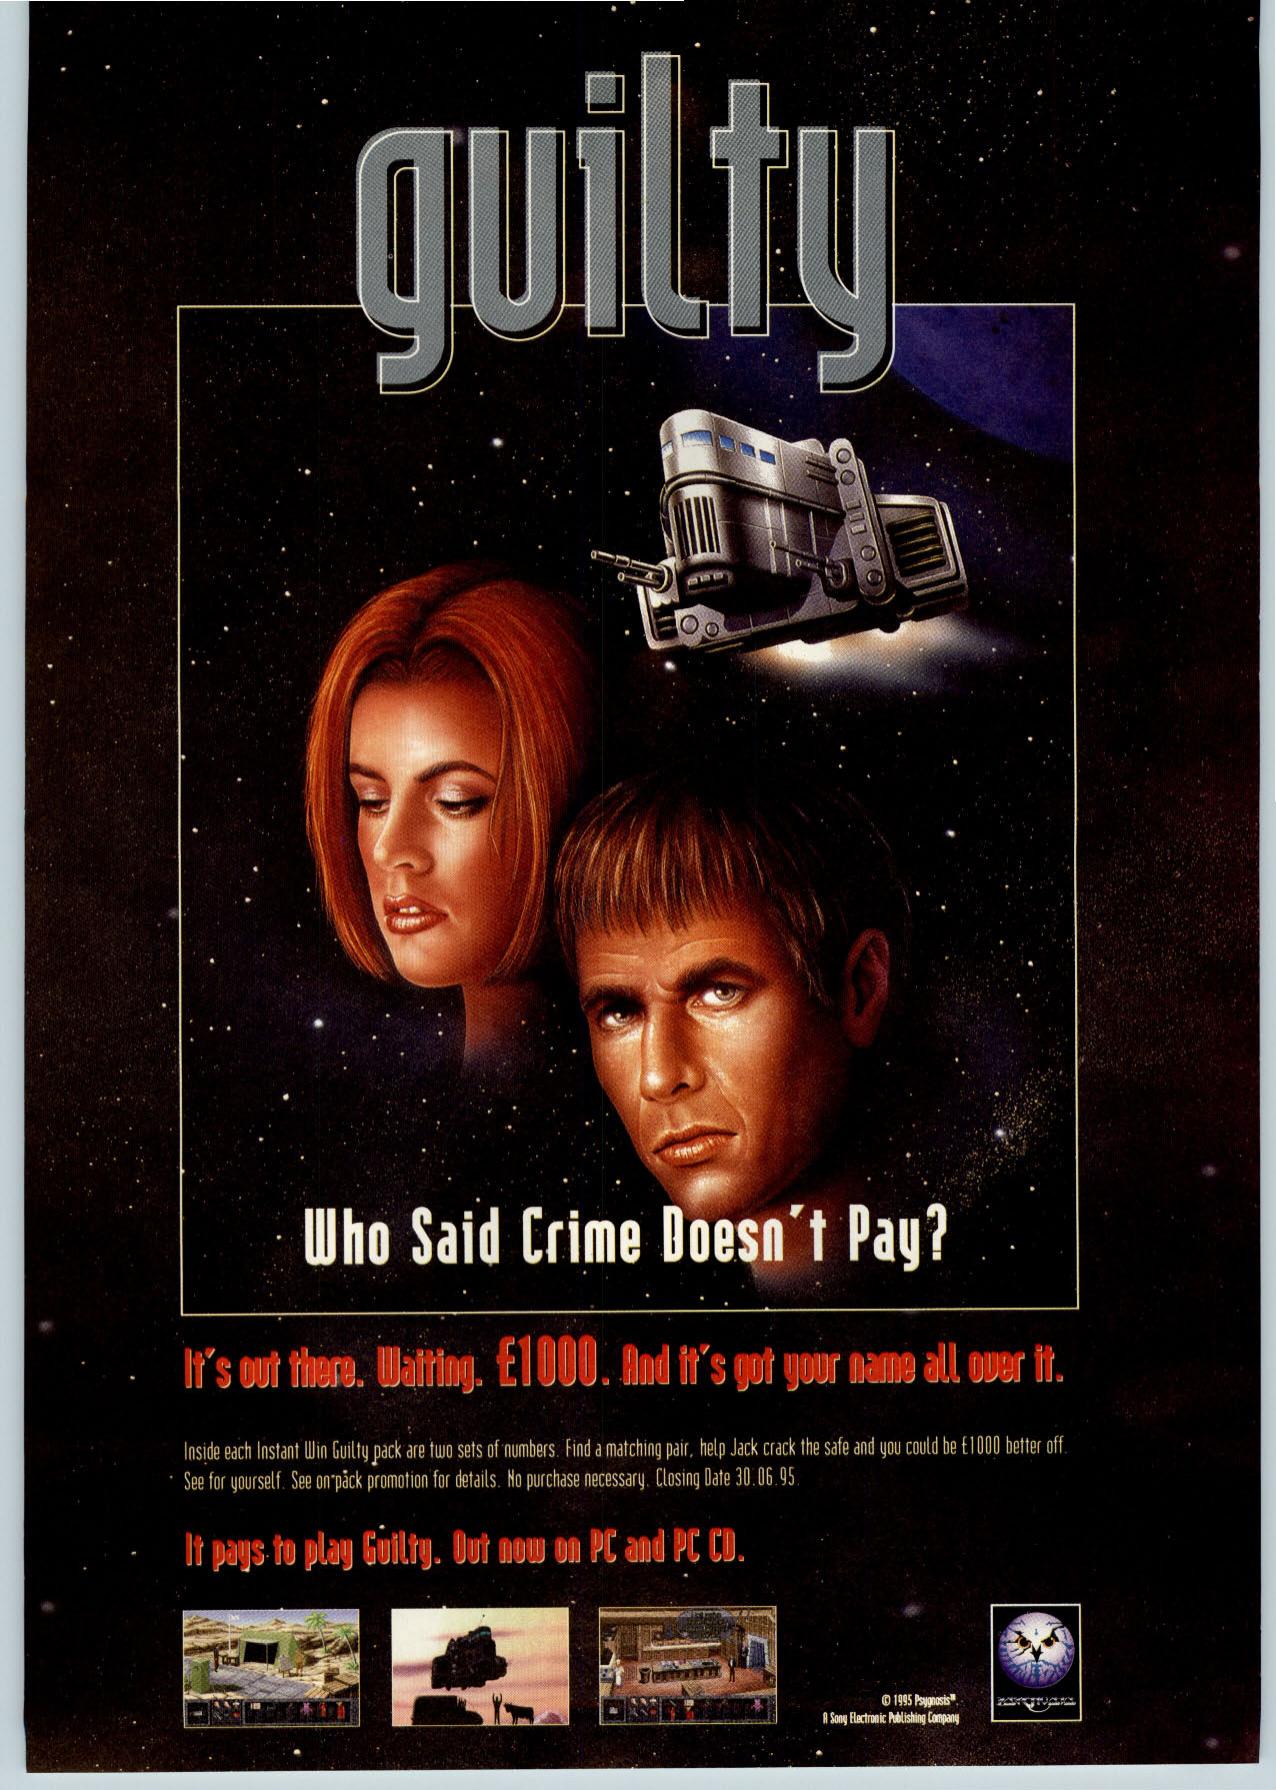 guilty
Who Said Crime Doesn't Pay?
It's out there. Waiting. £1000. And it's got your name all over it.
Inside each Instant Win Guilty pack are two sets of numbers. Find a matching pair, help Jack crack the safe and you could be £1000 better off.
See for yourself. See on pack promotion for details. No purchase necessary. Closing Date 30.06.95.
It pays to play Guilty. Out now on PC and PC CD.
© 1995 Psygnosis™
A Sony Electronic Publishing Company